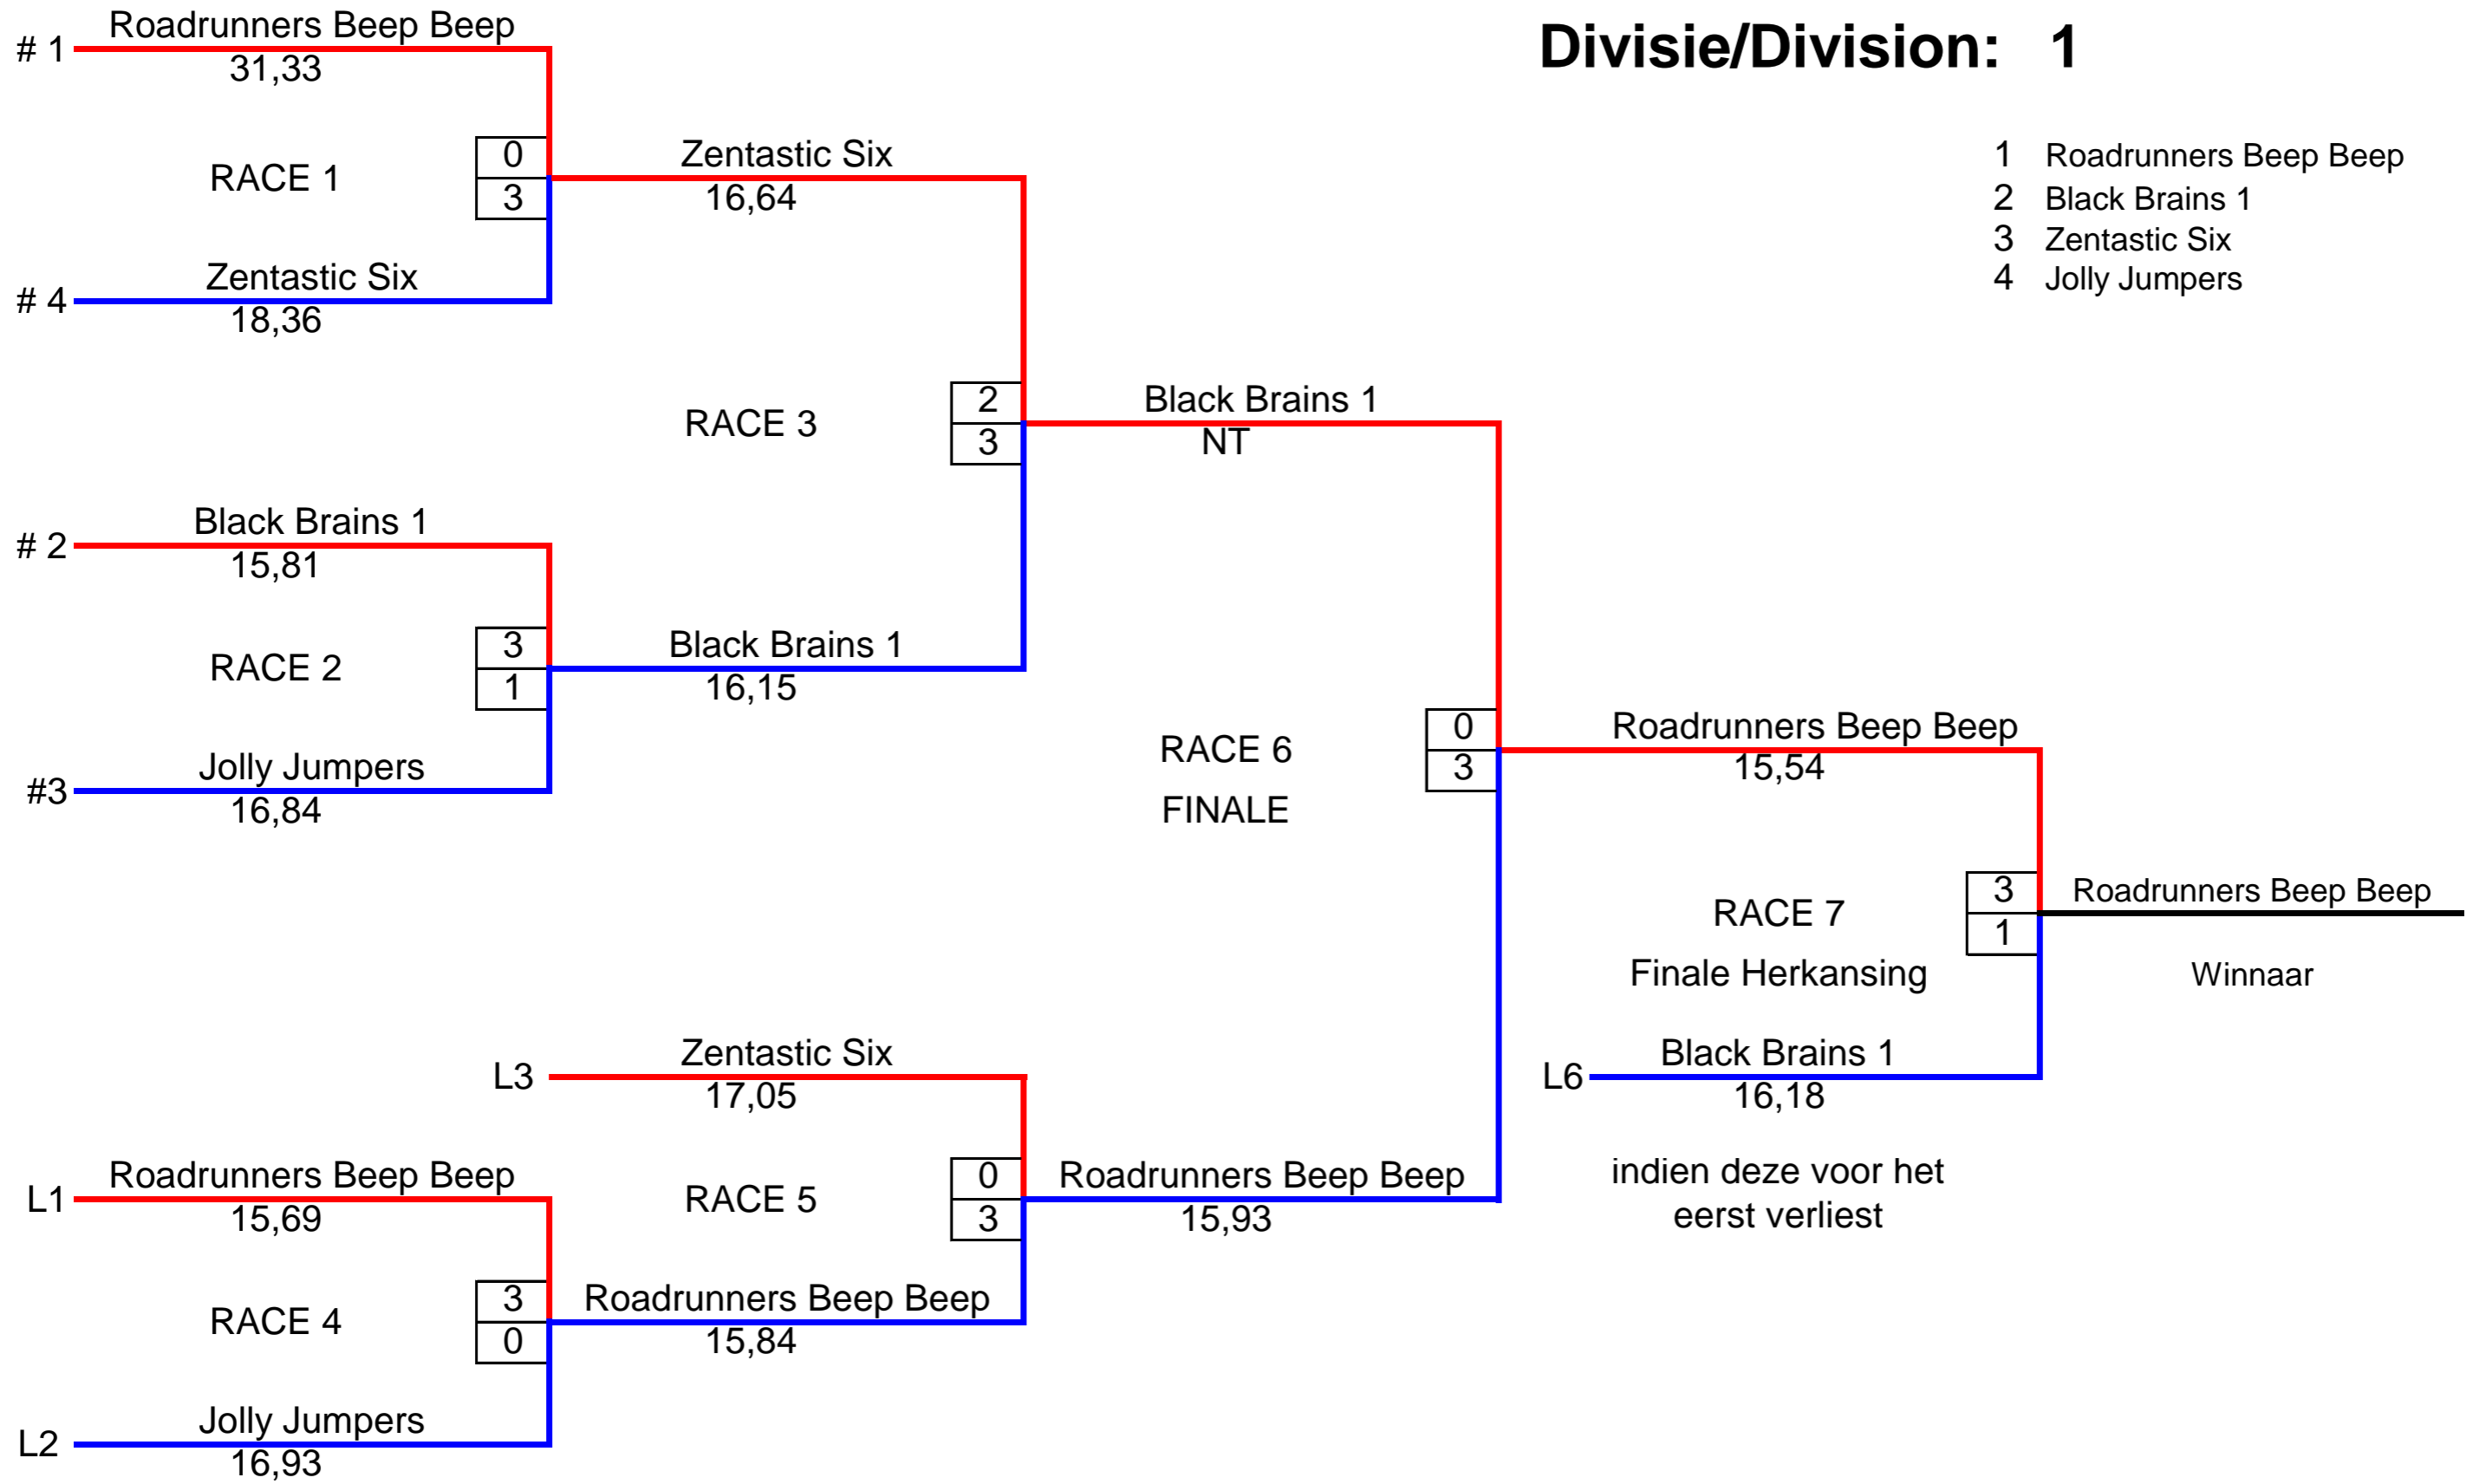 Divisie/Division: 1
1 Roadrunners Beep Beep
2 Black Brains 1
3 Zentastic Six
4 Jolly Jumpers
# 1
Roadrunners Beep Beep
31,33
RACE 1
0
3
# 4
Zentastic Six
18,36
# 2
Black Brains 1
15,81
RACE 2
3
1
#3
Jolly Jumpers
16,84
Zentastic Six
16,64
RACE 3
2
3
Black Brains 1
16,15
L1
Roadrunners Beep Beep
15,69
RACE 4
3
0
L2
Jolly Jumpers
16,93
L3
Zentastic Six
17,05
RACE 5
0
3
Roadrunners Beep Beep
15,84
Black Brains 1
NT
RACE 6
FINALE
0
3
Roadrunners Beep Beep
15,93
Roadrunners Beep Beep
15,54
RACE 7
Finale Herkansing
3
1
L6
Black Brains 1
16,18
indien deze voor het
eerst verliest
Roadrunners Beep Beep
Winnaar